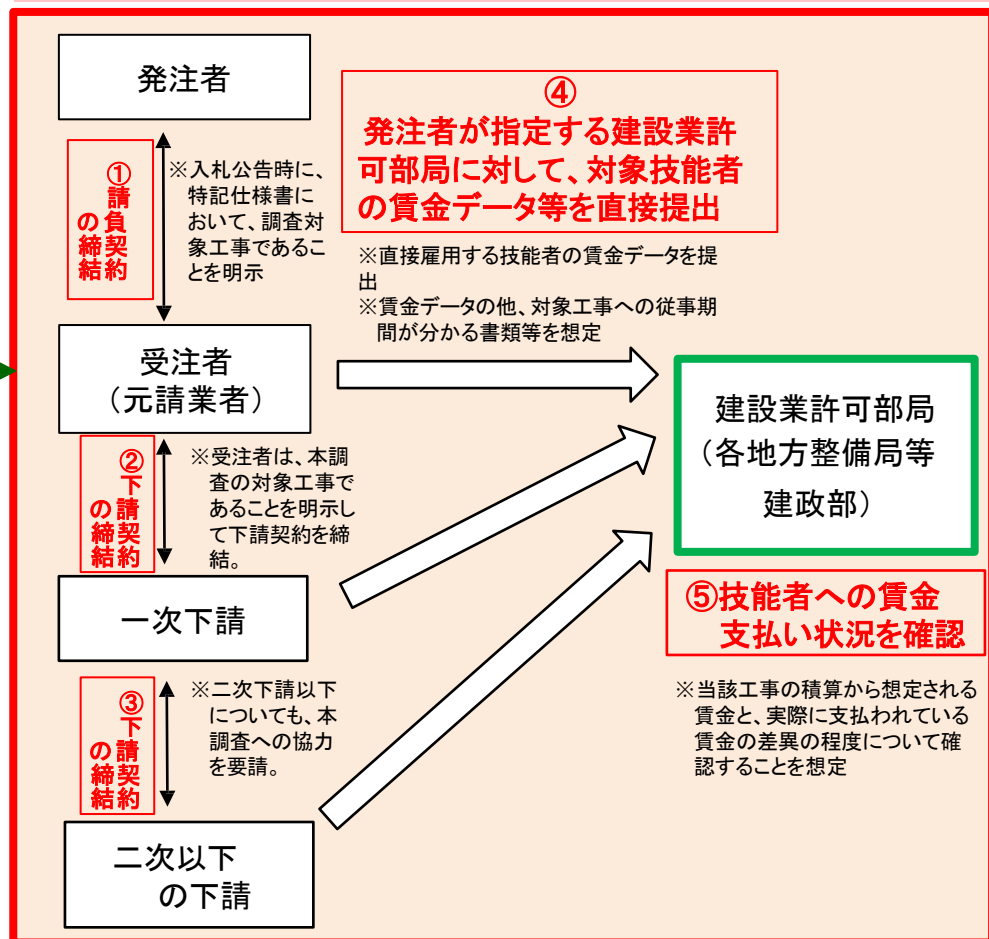 発注者
①請負契約
の締結
※入札公告時に、
特記仕様書に
おいて、調査対
象工事であるこ
とを明示
④
発注者が指定する建設業許
可部局に対して、対象技能者
の賃金データ等を直接提出
※直接雇用する技能者の賃金データを提
出
※賃金データの他、対象工事への従事期
間が分かる書類等を想定
受注者
（元請業者）
②下請契約
の締結
※受注者は、本調
査の対象工事で
あることを明示し
て下請契約を締
結。
建設業許可部局
（各地方整備局等
建政部）
一次下請
⑤技能者への賃金
支払い状況を確認
※当該工事の積算から想定される
賃金と、実際に支払われている
賃金の差異の程度について確
認することを想定
③下請契約
の締結
※二次下請以下
についても、本
調査への協力
を要請。
二次以下
の下請